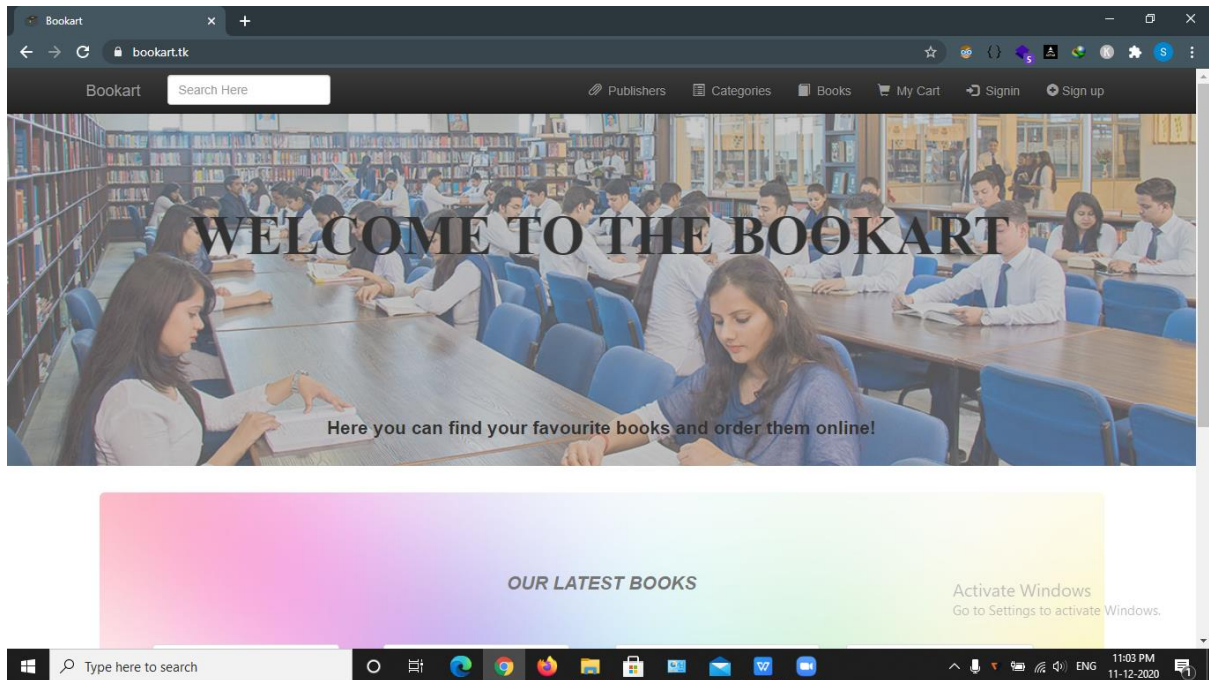 Bookart
bookart.tk
5
K
S
Bookart
Search Here
Publishers
Categories
Books
My Cart
Signin
Sign up
WELCOME TO THE BOOKART
Here you can find your favourite books and order them online!
OUR LATEST BOOKS
Activate Windows
Go to Settings to activate Windows.
Type here to search
ENG
11:03 PM
11-12-2020
1